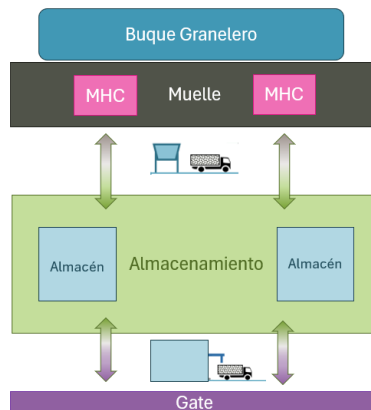 Buque Granelero
MHC Muelle MHC
Almacén Almacenamiento Almacén
Gate